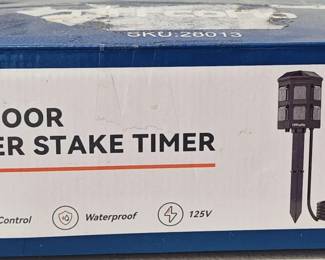 SKU:28013
OOR
ER STAKE TIMER
Control
Waterproof
125V